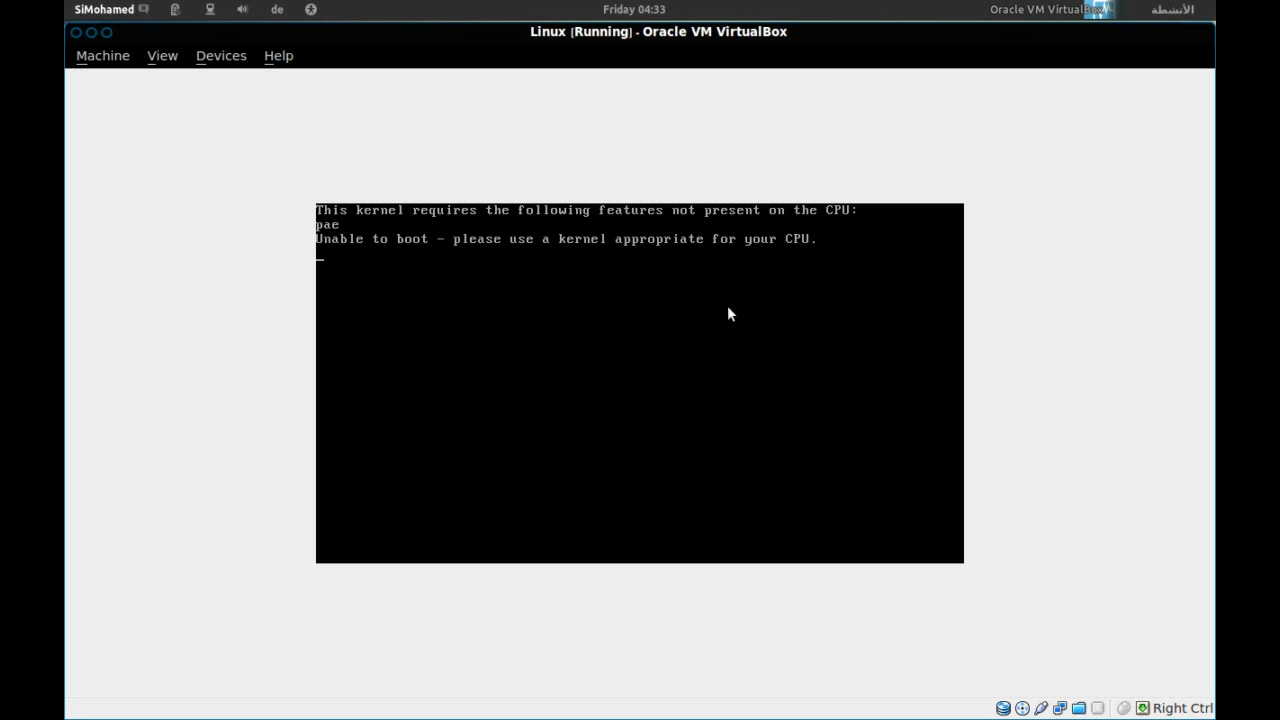 SiMohamed
de
Friday 04:33
Oracle VM VirtualBox
الأنشطة
Linux [Running] - Oracle VM VirtualBox
Machine View Devices Help
This kernel requires the following features not present on the CPU:
pae
Unable to boot - please use a kernel appropriate for your CPU.
Right Ctrl